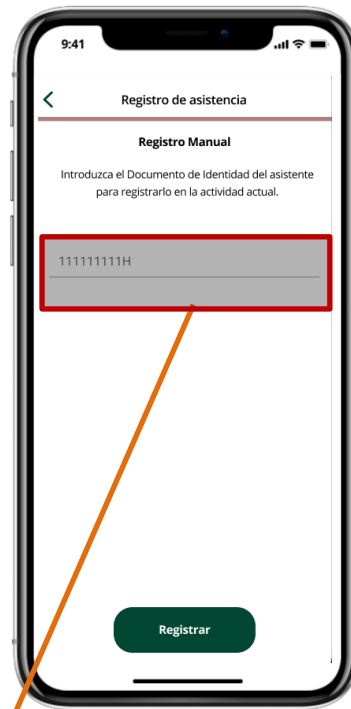 9:41
Registro de asistencia
Registro Manual
Introduzca el Documento de Identidad del asistente
para registrarlo en la actividad actual.
111111111H
Registrar